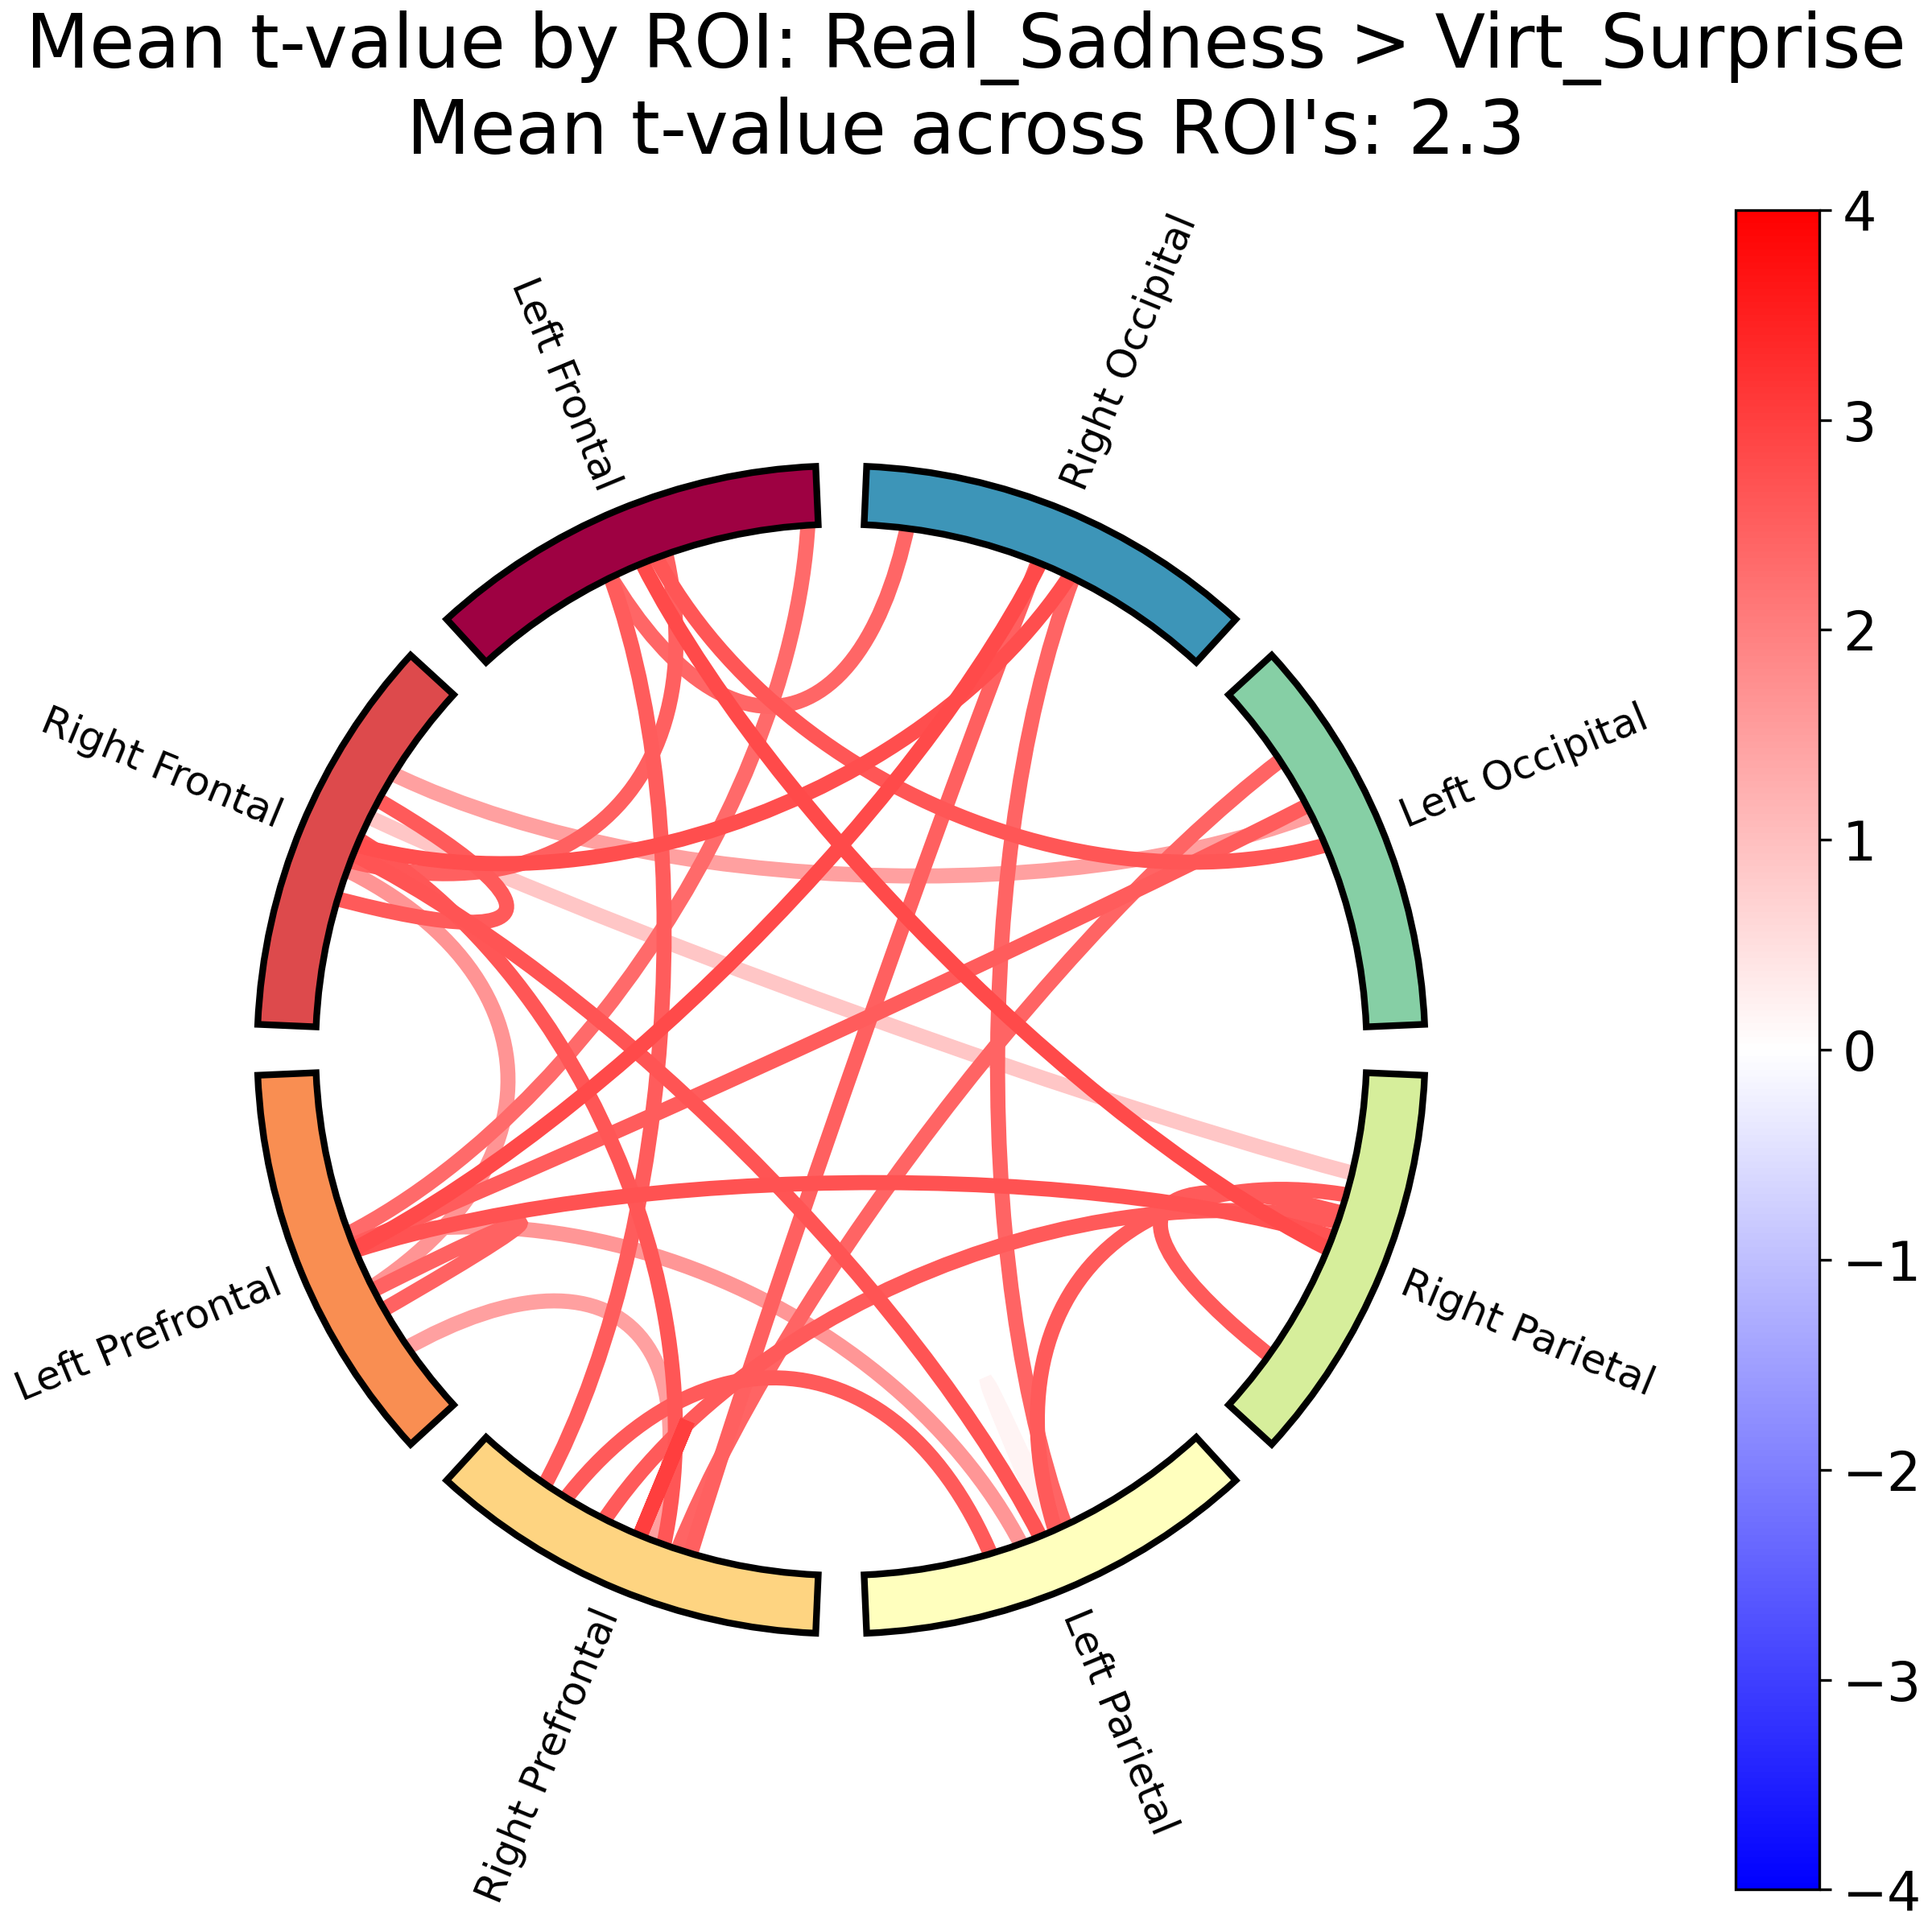 Mean t-value by ROI: Real_Sadness > Virt_Surprise
Mean t-value across ROI's: 2.3
Left Frontal
Right Occipital
Right Frontal
Left Occipital
Left Prefrontal
Right Parietal
Right Prefrontal
Left Parietal
4
3
2
1
0
−1
−2
−3
−4